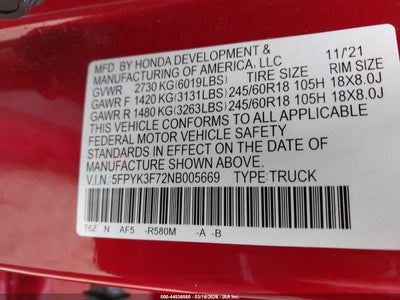 MFD. BY HONDA DEVELOPMENT & 11/'21
MANUFACTURING OF AMERICA, LLC
GVWR 2730 KG(6019LBS) TIRE SIZE RIM SIZE
GAWR F 1420 KG(3131LBS) 245/60R18 105H 18X8.0J
GAWR R 1480 KG(3263LBS) 245/60R18 105H 18X8.0J
THIS VEHICLE CONFORMS TO ALL APPLICABLE
FEDERAL MOTOR VEHICLE SAFETY
STANDARDS IN EFFECT ON THE DATE OF
MANUFACTURE SHOWN ABOVE.
V.I.N.: 5FPYK3F72NB005669 TYPE: TRUCK
T6Z N AF5 -R580M -A -B
000-44536560 - 03/16/2026 - IAAI.COM